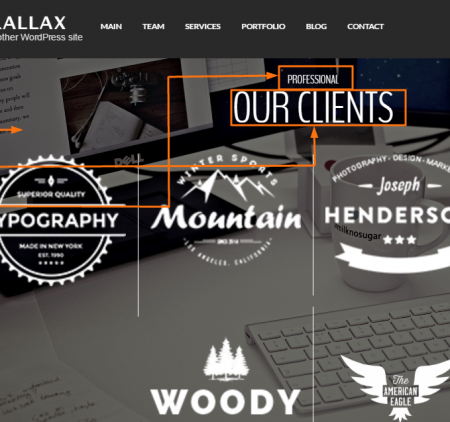 LALLAX
other WordPress site
MAIN TEAM SERVICES PORTFOLIO BLOG CONTACT
PROFESSIONAL
OUR CLIENTS
DELL
SUPERIOR QUALITY
YPOGRAPHY
MADE IN NEW YORK
EST. 1990
WINTER SPORTS
Mountain
SINCE 2014
LOS ANGELES, CALIFORNIA
PHOTOGRAPHY · DESIGN · MARKE
Joseph
HENDERSO
#milknosugar
WOODY
The
AMERICAN
EAGLE